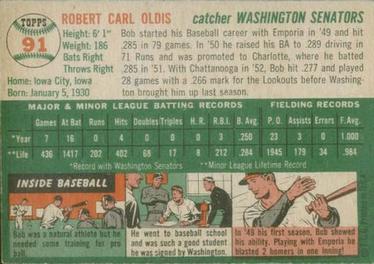 TOPPS
91
ROBERT CARL OLDIS catcher WASHINGTON SENATORS
Height: 6' 1"
Weight: 186
Bats Right
Throws Right
Home: Iowa City, Iowa
Born: January 5, 1930
Bob started his Baseball career with Emporia in '49 and hit
.285 in 79 games. In '50 he raised his BA to .289 driving in
71 Runs and was promoted to Charlotte, where he batted
.285 in '51. With Chattanooga in '52, Bob hit .277 and played
28 games with a .266 mark for the Lookouts before Washing-
ton brought him up last season.
MAJOR & MINOR LEAGUE BATTING RECORDS FIELDING RECORDS
Games At Bat Runs Hits Doubles/Triples H. R. R.B.I. B. Avg. P. O. Assists Errors F. Avg.
*Year 7 16 0 4 0 0 0 3 .250 23 3 0 1.000
**Life 436 1417 202 402 68 17 8 212 .284 1945 179 34 .984
*Record with Washington Senators **Minor League Lifetime Record
INSIDE BASEBALL
Bob was a natural athlete but he
needed some training for pro
ball.
He went to baseball school
and was such a good student
he was signed by Washington.
In '49 his first season, Bob showed
his ability. Playing with Emporia he
blasted 2 homers in one Inning!